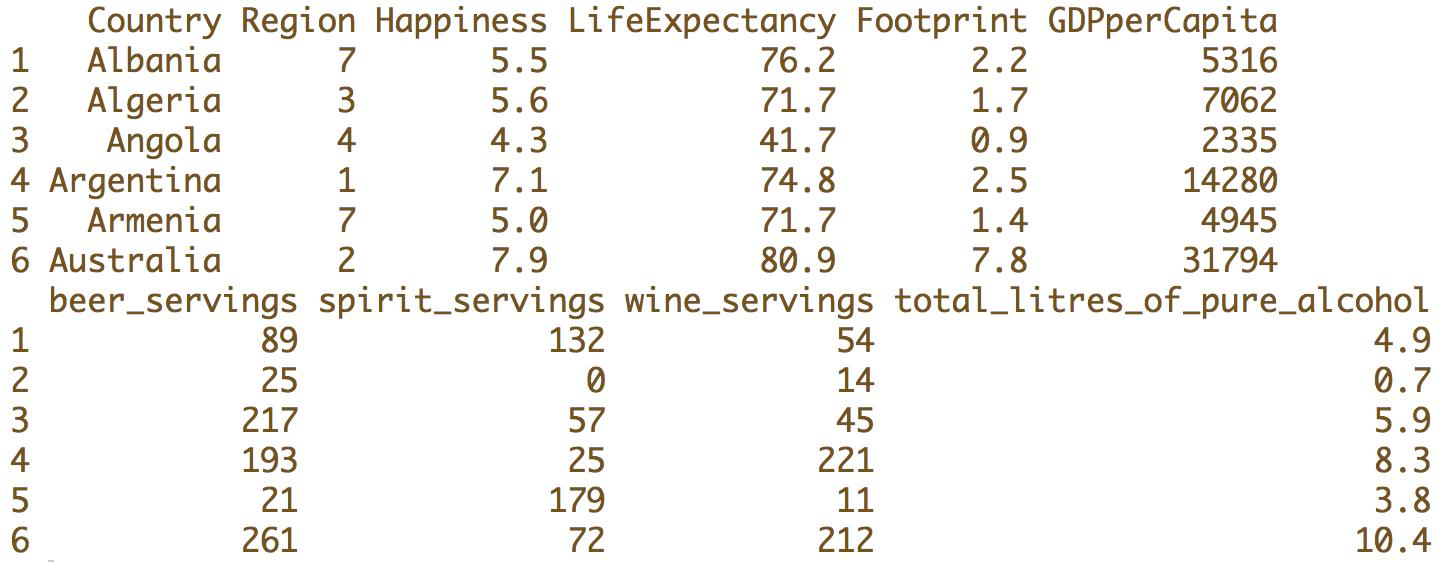 Country Region Happiness LifeExpectancy Footprint GDPperCapita
1 Albania 7 5.5 76.2 2.2 5316
2 Algeria 3 5.6 71.7 1.7 7062
3 Angola 4 4.3 41.7 0.9 2335
4 Argentina 1 7.1 74.8 2.5 14280
5 Armenia 7 5.0 71.7 1.4 4945
6 Australia 2 7.9 80.9 7.8 31794
beer_servings spirit_servings wine_servings total_litres_of_pure_alcohol
1 89 132 54 4.9
2 25 0 14 0.7
3 217 57 45 5.9
4 193 25 221 8.3
5 21 179 11 3.8
6 261 72 212 10.4